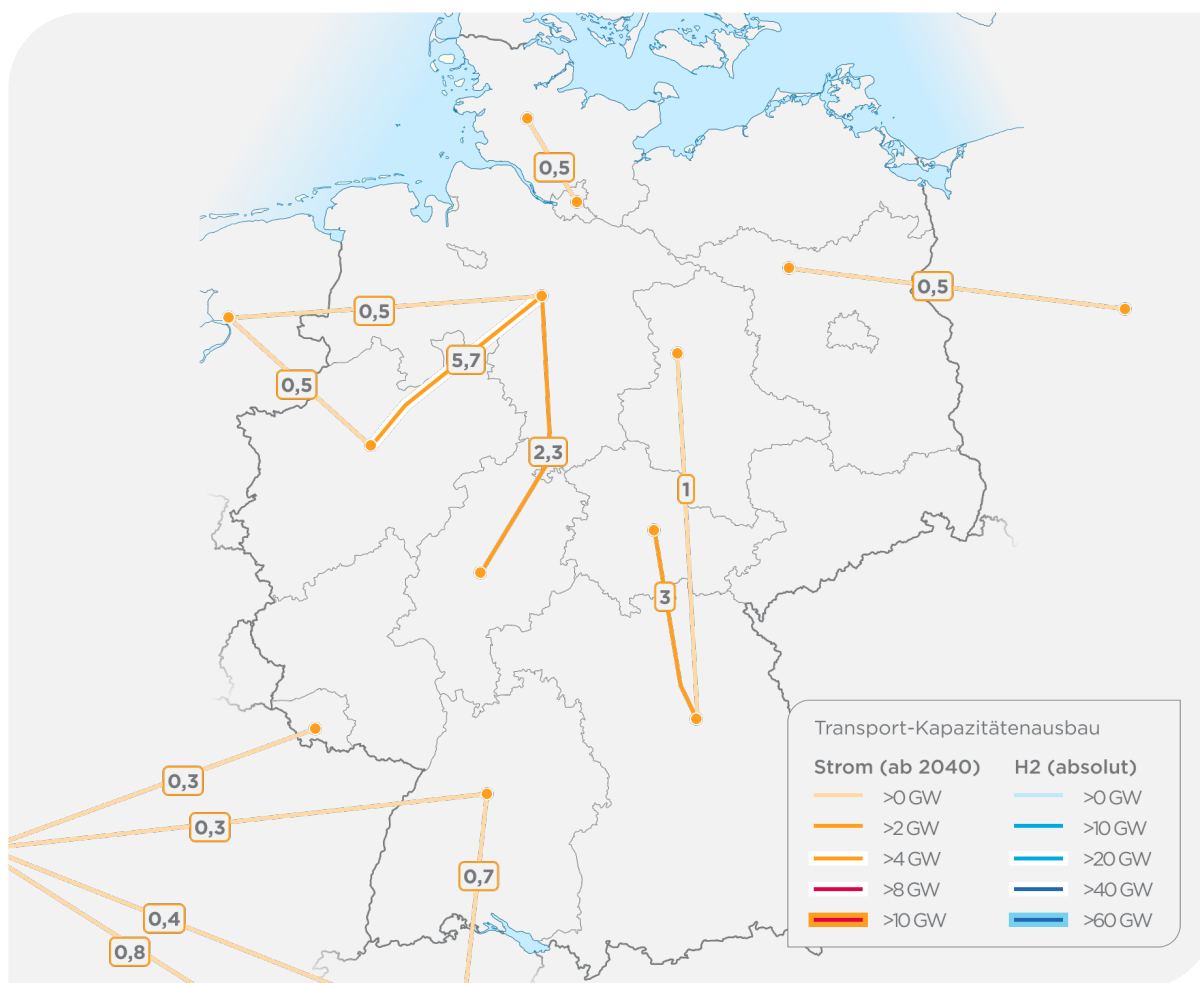 0,5
0,5
0,5
5,7
0,5
2,3
1
3
0,3
0,3
0,7
0,4
0,8
Transport-Kapazitätenausbau
Strom (ab 2040) H2 (absolut)
>0 GW >0 GW
>2 GW >10 GW
>4 GW >20 GW
>8 GW >40 GW
>10 GW >60 GW